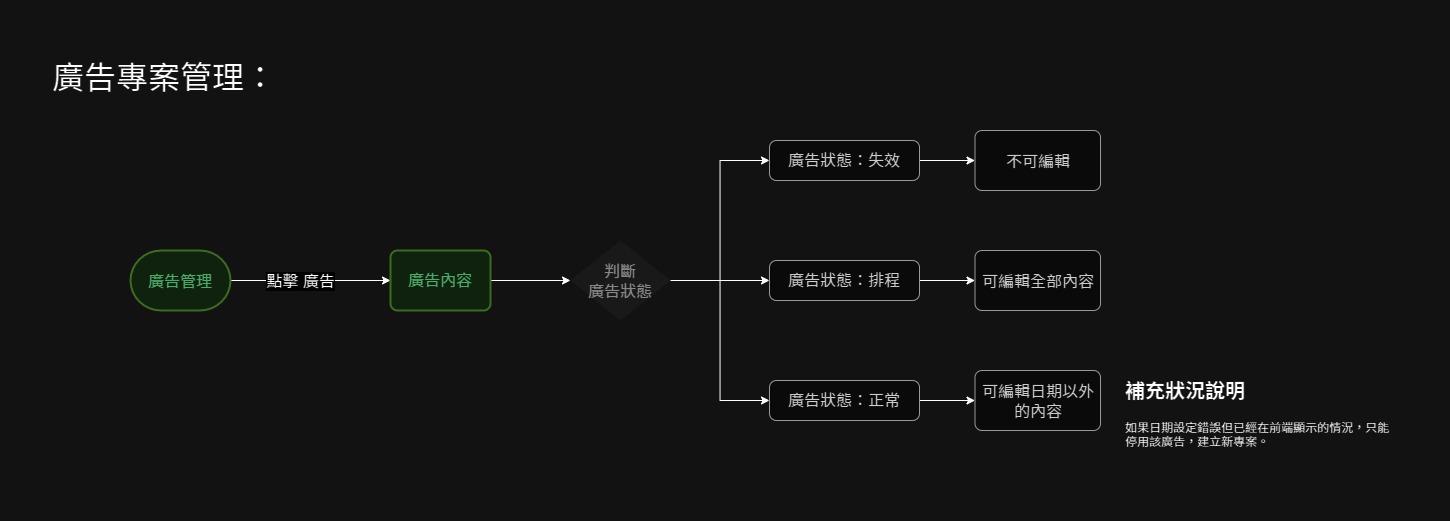 廣告專案管理：
廣告管理
點擊 廣告
廣告內容
判斷
廣告狀態
廣告狀態：失效
不可編輯
廣告狀態：排程
可編輯全部內容
廣告狀態：正常
可編輯日期以外
的內容
補充狀況說明
如果日期設定錯誤但已經在前端顯示的情況，只能
停用該廣告，建立新專案。